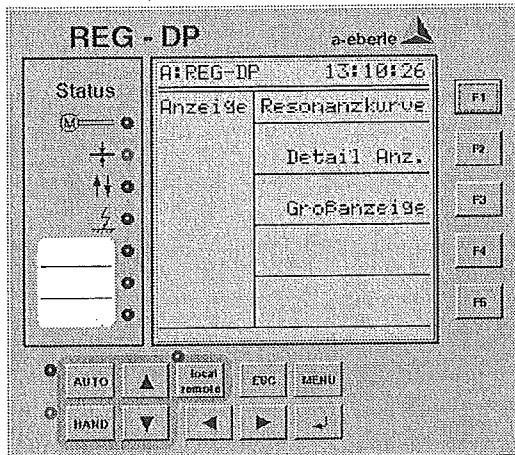 REG - DP
a-eberle
Status
A:REG-DP 13:10:26
Anzeige Resonanzkurve
Detail Anz.
Großanzeige
F1
F2
F3
F4
F5
M
AUTO
local
remote
ESC
MENU
HAND